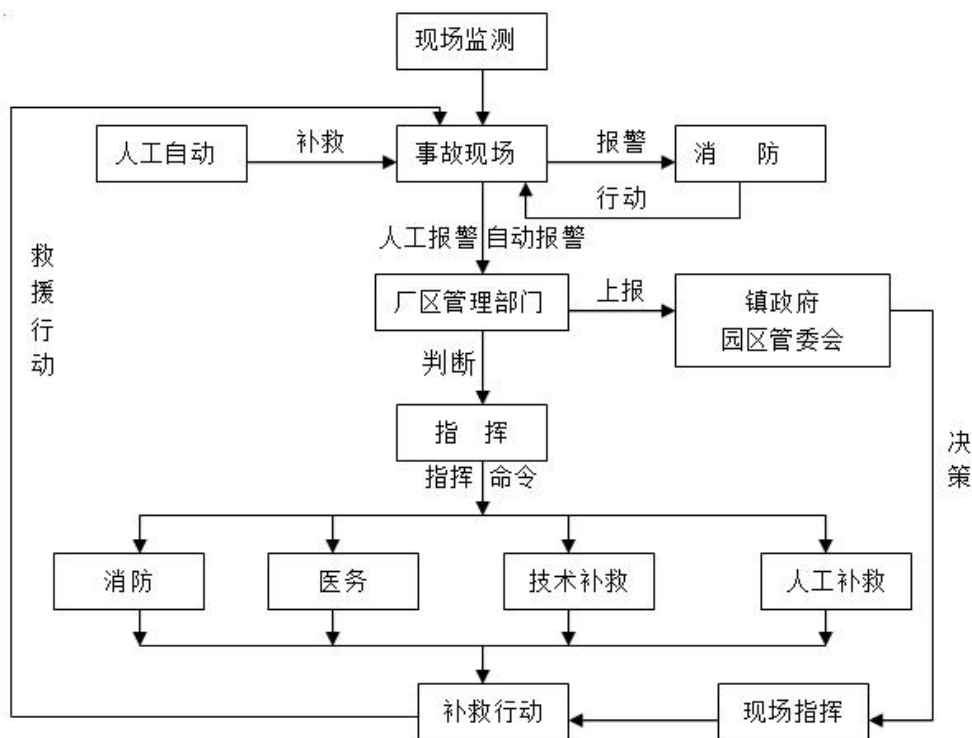 现场监测
人工自动
补救
事故现场
报警
消 防
行动
人工报警 自动报警
救援行动
厂区管理部门
上报
镇政府
园区管委会
判断
指 挥
决策
指挥 命令
消防
医务
技术补救
人工补救
补救行动
现场指挥